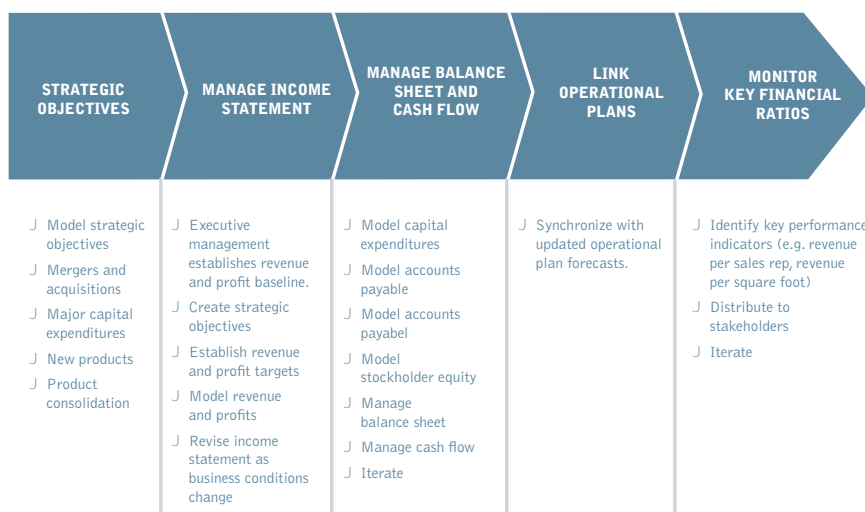 STRATEGIC
OBJECTIVES
MANAGE INCOME
STATEMENT
MANAGE BALANCE
SHEET AND
CASH FLOW
LINK
OPERATIONAL
PLANS
MONITOR
KEY FINANCIAL
RATIOS
Model strategic
objectives
Mergers and
acquisitions
Major capital
expenditures
New products
Product
consolidation
Executive
management
establishes revenue
and profit baseline.
Create strategic
objectives
Establish revenue
and profit targets
Model revenue
and profits
Revise income
statement as
business conditions
change
Model capital
expenditures
Model accounts
payable
Model accounts
payabel
Model
stockholder equity
Manage
balance sheet
Manage cash flow
Iterate
Synchronize with
updated operational
plan forecasts.
Identify key performance
indicators (e.g. revenue
per sales rep, revenue
per square foot)
Distribute to
stakeholders
Iterate